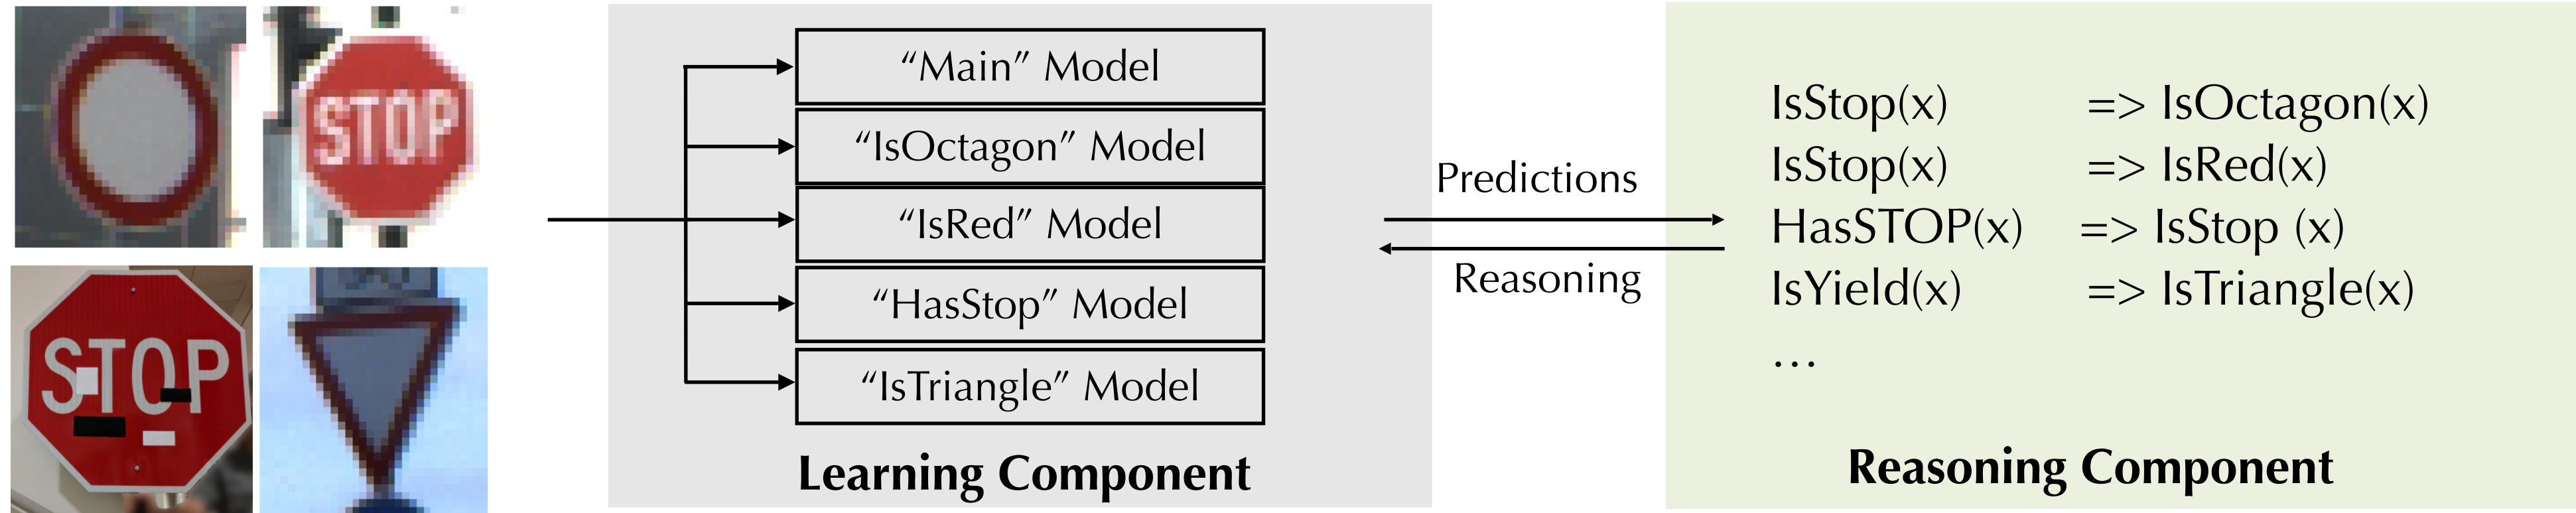 STOP
STOP
“Main” Model
“IsOctagon” Model
“IsRed” Model
“HasStop” Model
“IsTriangle” Model
Learning Component
Predictions
Reasoning
IsStop(x) => IsOctagon(x)
IsStop(x) => IsRed(x)
HasSTOP(x) => IsStop (x)
IsYield(x) => IsTriangle(x)
...
Reasoning Component